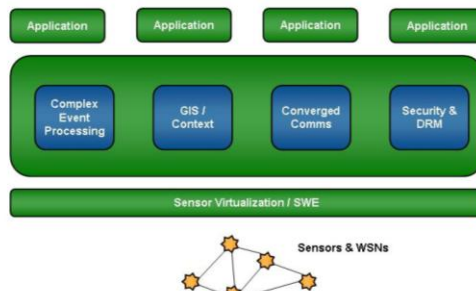 Application
Application
Application
Application
Complex
Event
Processing
GIS /
Context
Converged
Comms
Security &
DRM
Sensor Virtualization / SWE
Sensors & WSNs